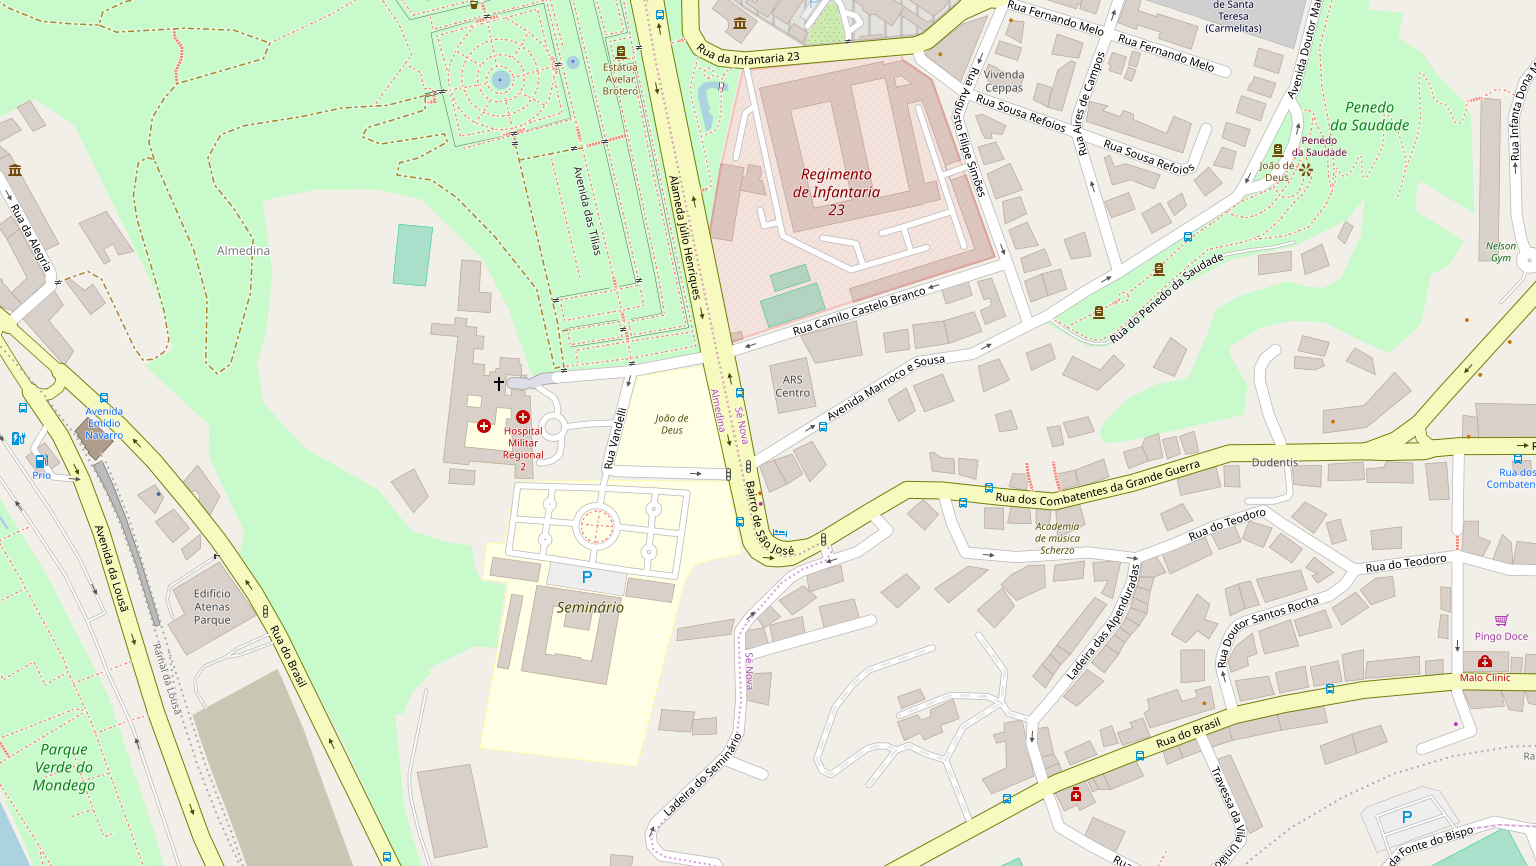 de Santa
Teresa
(Carmelitas)
Rua Fernando Melo
Rua Fernando Melo
Rua da Infantaria 23
Estátua
Avelar
Brotero
Vivenda
Ceppas
Rua Augusto Filipe Simões
Rua Sousa Refoios
Rua Sousa Refoios
Rua Aires de Campos
Avenida Doutor Mar
Penedo
da Saudade
Penedo
da Saudade
João de
Deus
Rua Infanta Dona M
Regimento
de Infantaria
23
Avenida das Tílias
Alameda Júlio Henriques
Rua da Alegria
Almedina
Nelson
Gym
Rua do Penedo da Saudade
Rua Camilo Castelo Branco
Avenida Marnoco e Sousa
ARS
Centro
Almedina
Sé Nova
João de
Deus
Rua Vandelli
Hospital
Militar
Regional
2
Avenida
Emídio
Navarro
Prio
Bairro de São José
Rua dos Combatentes da Grande Guerra
Dudentis
R
Rua dos
Combaten
Academia
de música
Scherzo
Rua do Teodoro
Rua do Teodoro
Avenida da Lousã
Edifício
Atenas
Parque
P
Seminário
Rua do Brasil
Ramal da Lousã
Sé Nova
Ladeira das Alpenduradas
Rua Doutor Santos Rocha
Pingo Doce
Malo Clinic
Rua do Brasil
Parque
Verde do
Mondego
Ladeira do Seminário
Travessa da Vila União
Ra
P
da Fonte do Bispo
Rua